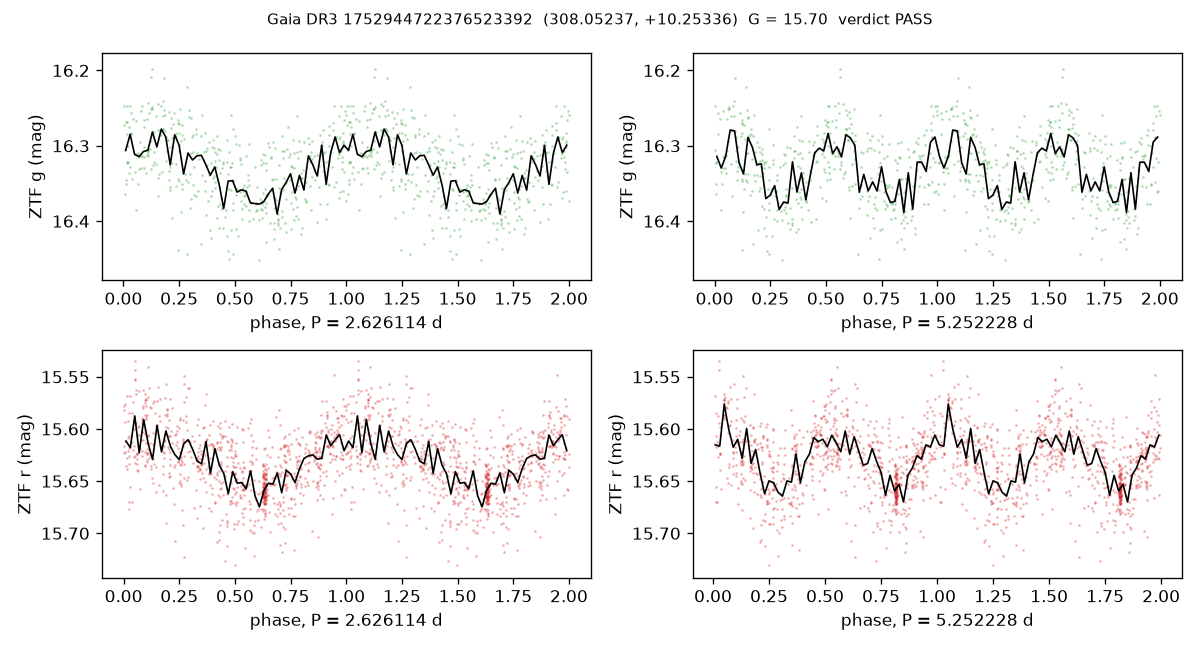 Gaia DR3 1752944722376523392  (308.05237, +10.25336)  G = 15.70  verdict PASS
ZTF g (mag)
16.2
16.3
16.4
0.00 0.25 0.50 0.75 1.00 1.25 1.50 1.75 2.00
phase, P = 2.626114 d
ZTF g (mag)
16.2
16.3
16.4
0.00 0.25 0.50 0.75 1.00 1.25 1.50 1.75 2.00
phase, P = 5.252228 d
ZTF r (mag)
15.55
15.60
15.65
15.70
0.00 0.25 0.50 0.75 1.00 1.25 1.50 1.75 2.00
phase, P = 2.626114 d
ZTF r (mag)
15.55
15.60
15.65
15.70
0.00 0.25 0.50 0.75 1.00 1.25 1.50 1.75 2.00
phase, P = 5.252228 d